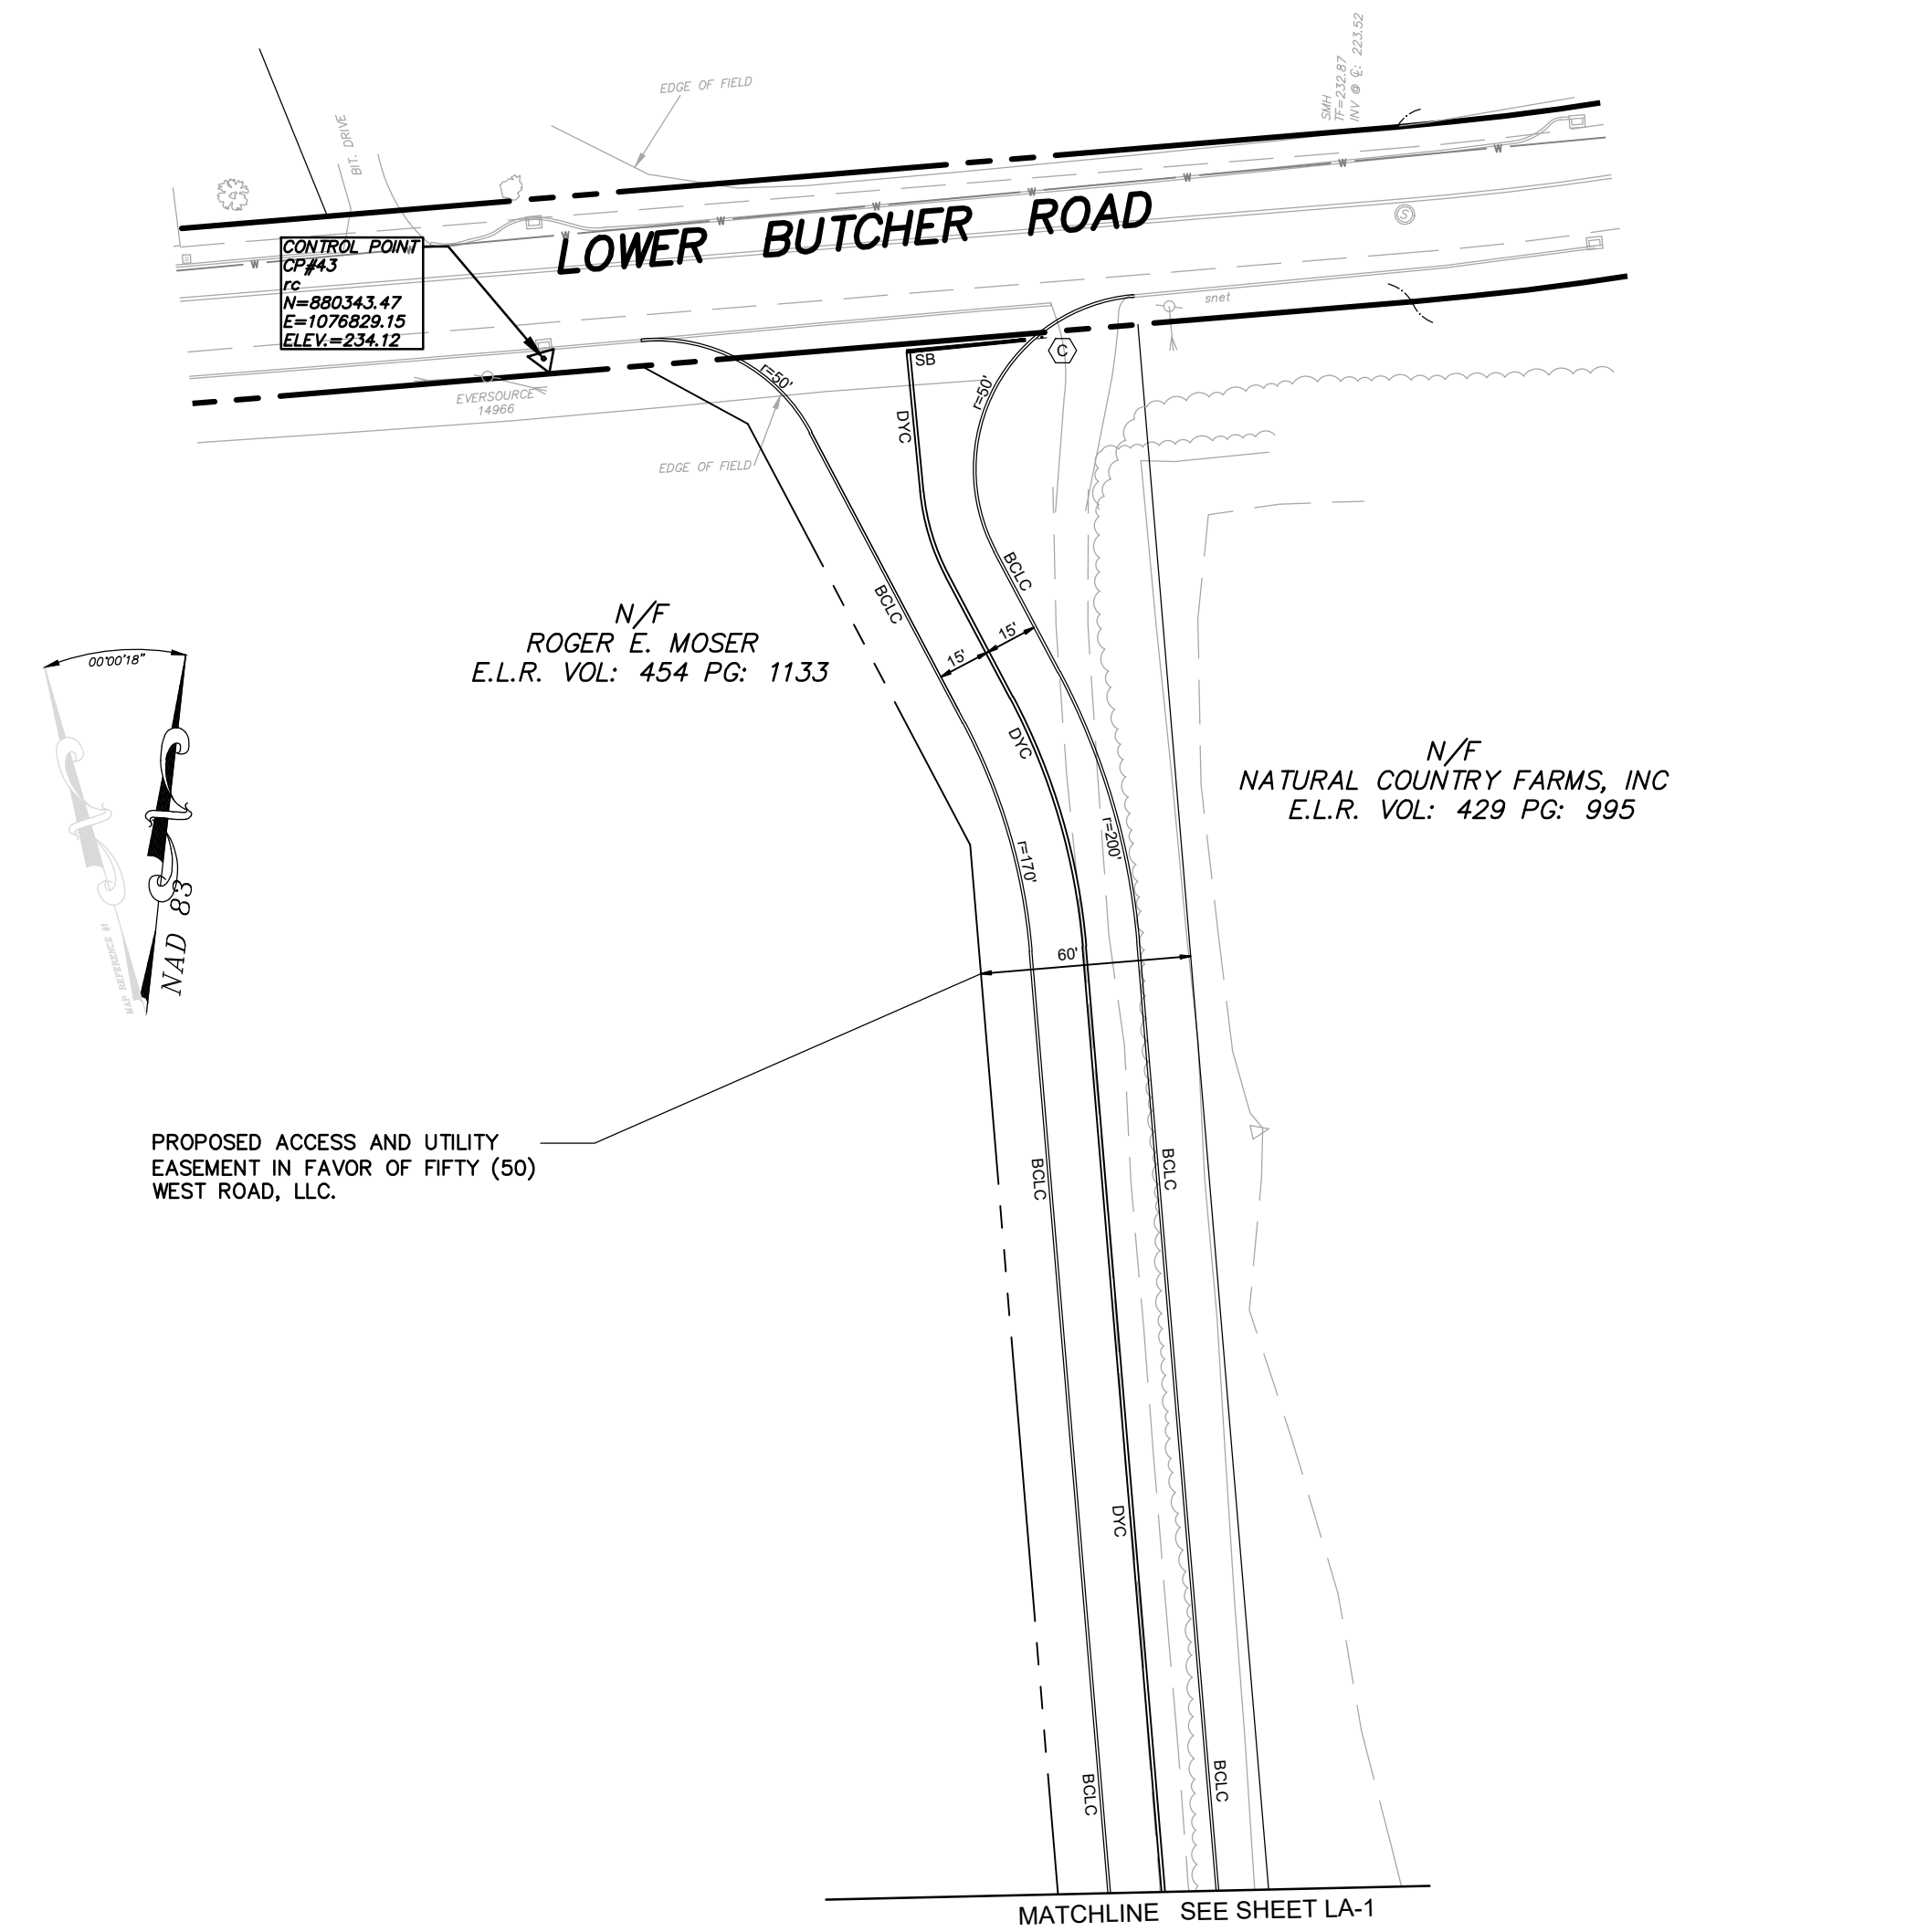 SMH
TF=232.87
INV @ ℄: 223.52
EDGE OF FIELD
BIT. DRIVE
LOWER BUTCHER ROAD
W
W
W
W
W
W
W
W
W
S
CONTROL POINT
CP#43
rc
N=880343.47
E=1076829.15
ELEV.=234.12
snet
SB
C
r=50'
r=50'
EVERSOURCE
14966
EDGE OF FIELD
DYC
BCLC
BCLC
N/F
ROGER E. MOSER
E.L.R. VOL: 454 PG: 1133
15'
15'
00°00'18"
DYC
N/F
NATURAL COUNTRY FARMS, INC
E.L.R. VOL: 429 PG: 995
r=170'
r=200'
NAD 83
MAP REFERENCE #1
60'
PROPOSED ACCESS AND UTILITY
EASEMENT IN FAVOR OF FIFTY (50)
WEST ROAD, LLC.
BCLC
BCLC
DYC
BCLC
BCLC
MATCHLINE SEE SHEET LA-1